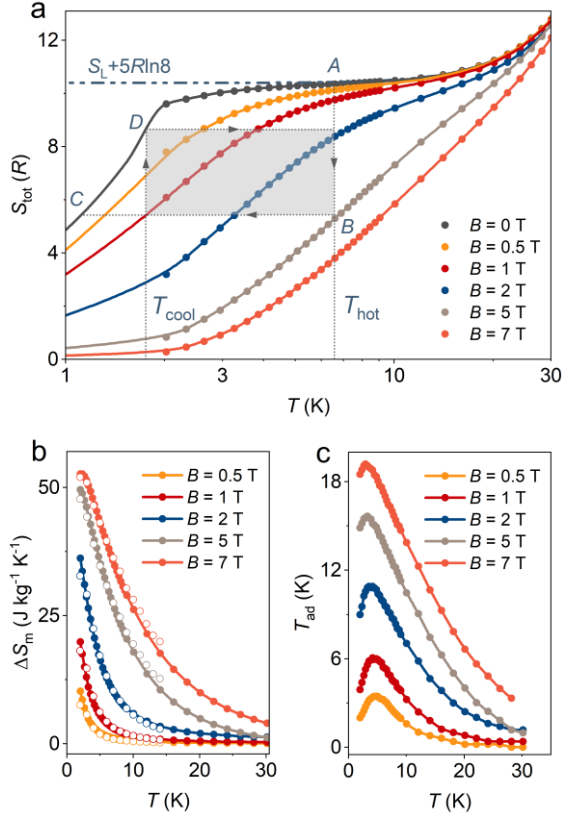 a
12
8
4
0
S_tot (R)
S_L+5Rln8
A
D
C
B
T_cool
T_hot
B = 0 T
B = 0.5 T
B = 1 T
B = 2 T
B = 5 T
B = 7 T
1
3
10
30
T (K)
b
50
25
0
ΔS_m (J kg⁻¹ K⁻¹)
B = 0.5 T
B = 1 T
B = 2 T
B = 5 T
B = 7 T
0
10
20
30
T (K)
c
18
12
6
0
T_ad (K)
B = 0.5 T
B = 1 T
B = 2 T
B = 5 T
B = 7 T
0
10
20
30
T (K)